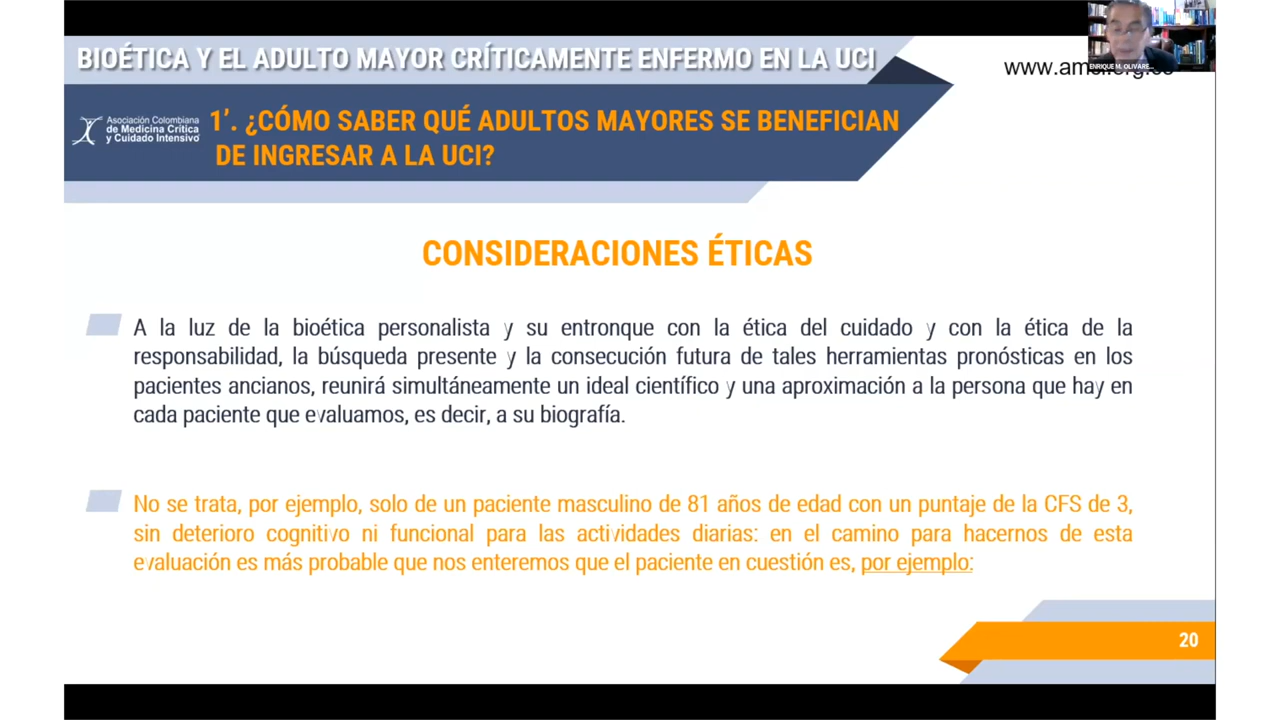 BIOÉTICA Y EL ADULTO MAYOR CRÍTICAMENTE ENFERMO EN LA UCI
ENRIQUE M. OLIVARE...
Asociación Colombiana
de Medicina Crítica
y Cuidado Intensivo
1’. ¿CÓMO SABER QUÉ ADULTOS MAYORES SE BENEFICIAN
DE INGRESAR A LA UCI?
CONSIDERACIONES ÉTICAS
A la luz de la bioética personalista y su entronque con la ética del cuidado y con la ética de la
responsabilidad, la búsqueda presente y la consecución futura de tales herramientas pronósticas en los
pacientes ancianos, reunirá simultáneamente un ideal científico y una aproximación a la persona que hay en
cada paciente que evaluamos, es decir, a su biografía.
No se trata, por ejemplo, solo de un paciente masculino de 81 años de edad con un puntaje de la CFS de 3,
sin deterioro cognitivo ni funcional para las actividades diarias: en el camino para hacernos de esta
evaluación es más probable que nos enteremos que el paciente en cuestión es, por ejemplo:
20